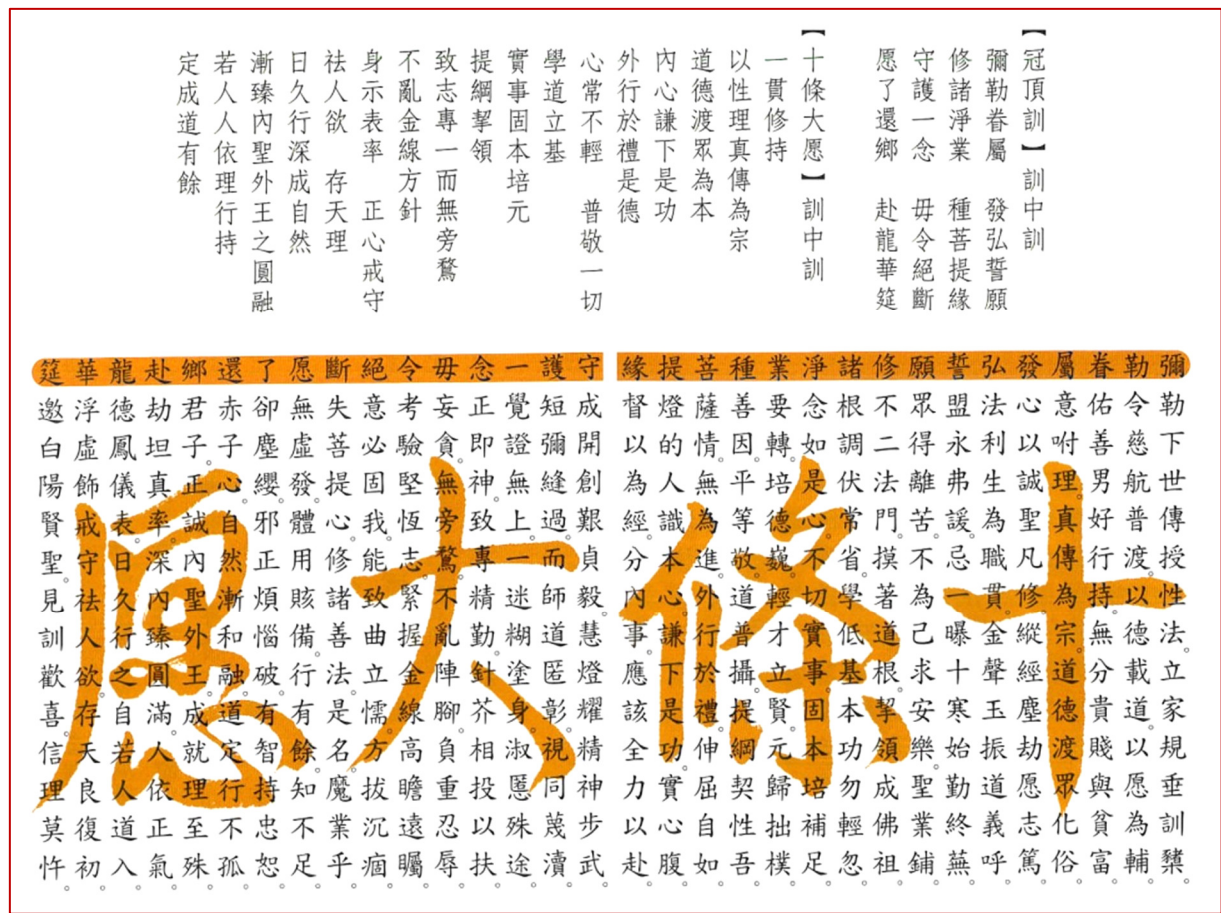 【冠頂訓】訓中訓
彌勒眷屬　發弘誓願
修諸淨業　種菩提緣
守護一念　毋令絕斷
愿了還鄉　赴龍華筵
【十條大愿】訓中訓
一貫修持
以性理真傳為宗
道德渡眾為本
內心謙下是功
外行於禮是德
心常不輕　普敬一切
學道立基
實事固本培元
提綱挈領
致志專一而無旁騖
不亂金線方針
身示表率　正心戒守
祛人欲　存天理
日久行深成自然
漸臻內聖外王之圓融
若人人依理行持
定成道有餘
彌勒下世傳授性法。立家規垂訓橥。
勒令慈航普渡。以德載道。以愿為輔。
眷佑善男好行持。無分貴賤與貧富。
屬意咐理真傳為宗。道德渡眾化俗。
發心以誠聖凡修。縱經塵劫愿志篤。
弘法利生為職。貫金聲玉振道義呼。
誓盟永弗諼。忌一曝十寒始勤終蕪。
願眾得離苦。不為己求安樂聖業鋪。
修不二法門。摸著道根。挈領成佛祖。
諸根調伏常省。學低基本功勿輕忽。
淨念如是心不切。實事固本培補足。
業要轉。培德巍。輕才立賢。元歸拙樸。
種善因。平等敬。道普攝。提綱契性吾。
菩薩情。無為進。外行於禮。伸屈自如。
提燈的人識本心。謙下是功。實心腹。
緣督以為經。分內事。應該全力以赴。
守成開創艱貞毅。慧燈耀精神步武。
護短彌縫過。而師道匿彰。視同蔑瀆。
一覺證無上。一迷糊塗身。淑慝殊途。
念正即神。致專精勤。針芥相投以扶。
毋妄貪。無旁騖。不亂陣腳。負重忍辱。
令考驗堅恆志。緊握金線。高瞻遠矚。
絕意必固我。能致曲立懦。方拔沉痼。
斷失菩提心。修諸善法。是名魔業乎。
愿無虛發。體用賅備。行有餘。知不足。
了卻塵纓。邪正煩惱破。有智持忠恕。
還赤子心。自然漸和融。道定行不孤。
鄉君子。正誠內聖外王。成就理至殊。
赴劫坦真率。深內臻圓滿。人依正氣。
龍德鳳儀表。日久行之自若。人道入。
華浮虛飾戒守。祛人欲。存天良復初。
筵邀白陽賢聖。見訓歡喜。信理莫忤。
十條大愿